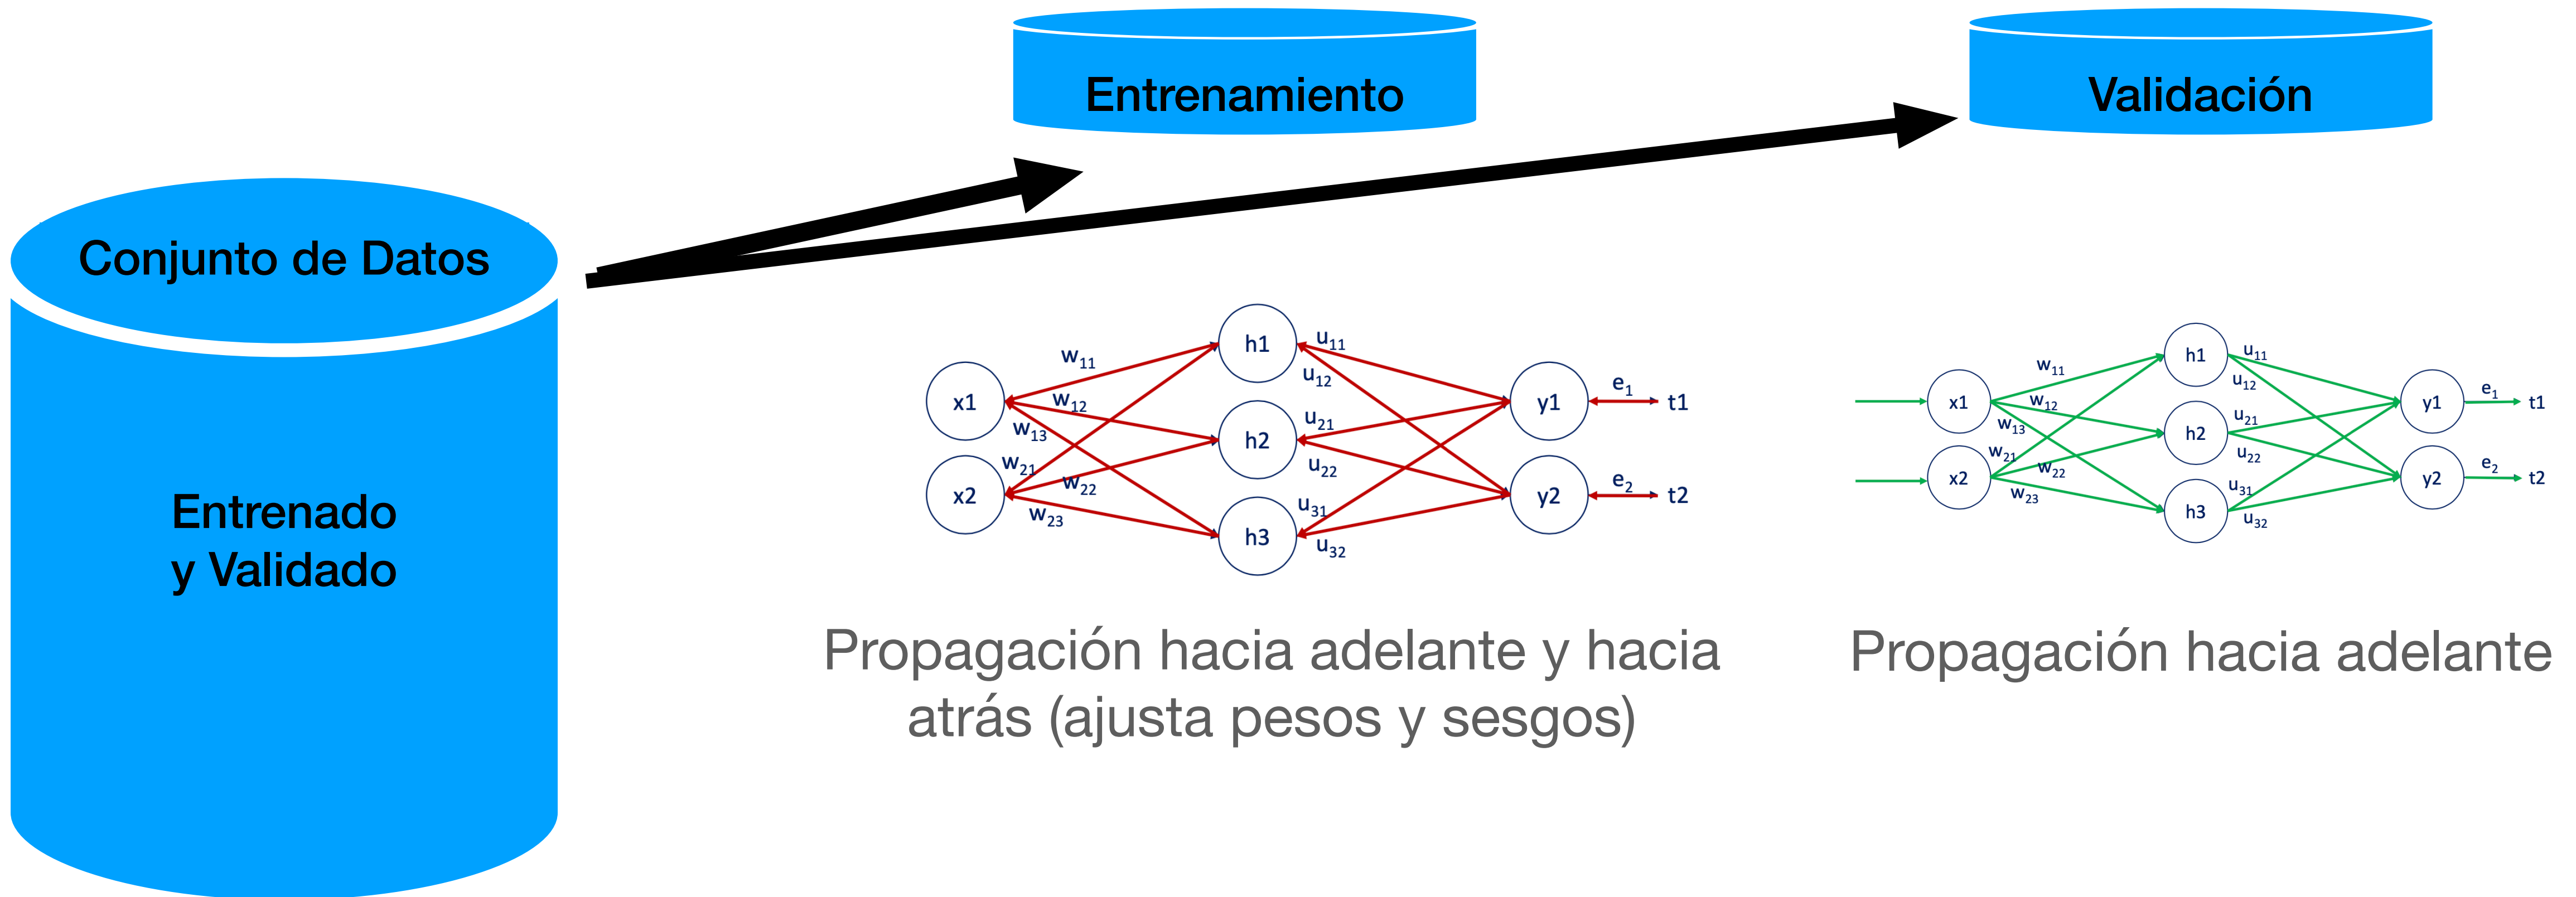 Entrenamiento
Validación
Conjunto de Datos
Entrenado
y Validado
w11
w12
w13
w21
w22
w23
x1
x2
h1
h2
h3
u11
u12
u21
u22
u31
u32
y1
y2
e1
t1
e2
t2
w11
w12
w13
w21
w22
w23
x1
x2
h1
h2
h3
u11
u12
u21
u22
u31
u32
y1
y2
e1
t1
e2
t2
Propagación hacia adelante y hacia
atrás (ajusta pesos y sesgos)
Propagación hacia adelante